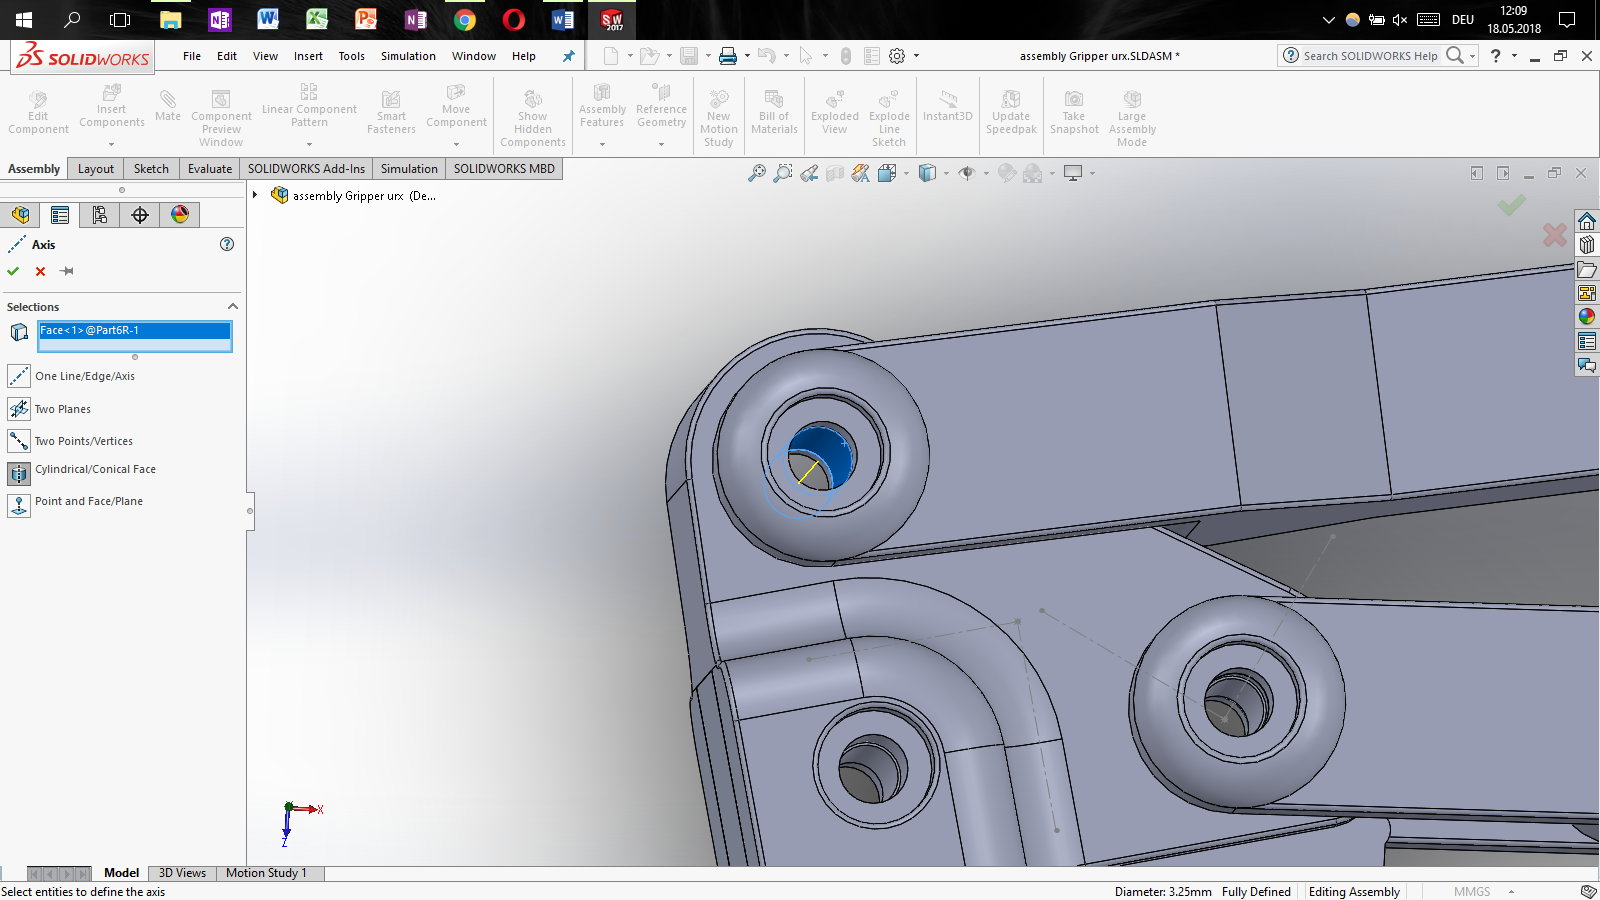 DEU
12:09
18.05.2018
SW
2017
SOLIDWORKS
File Edit View Insert Tools Simulation Window Help
assembly Gripper urx.SLDASM *
Search SOLIDWORKS Help
Edit
Component
Insert
Components
Mate
Component
Preview
Window
Linear Component
Pattern
Smart
Fasteners
Move
Component
Show
Hidden
Components
Assembly
Features
Reference
Geometry
New
Motion
Study
Bill of
Materials
Exploded
View
Explode
Line
Sketch
Instant3D
Update
Speedpak
Take
Snapshot
Large
Assembly
Mode
Assembly Layout Sketch Evaluate SOLIDWORKS Add-Ins Simulation SOLIDWORKS MBD
assembly Gripper urx (De...
Axis
Selections
Face<1>@Part6R-1
One Line/Edge/Axis
Two Planes
Two Points/Vertices
Cylindrical/Conical Face
Point and Face/Plane
X
Z
Model 3D Views Motion Study 1
Select entities to define the axis
Diameter: 3.25mm Fully Defined Editing Assembly MMGS